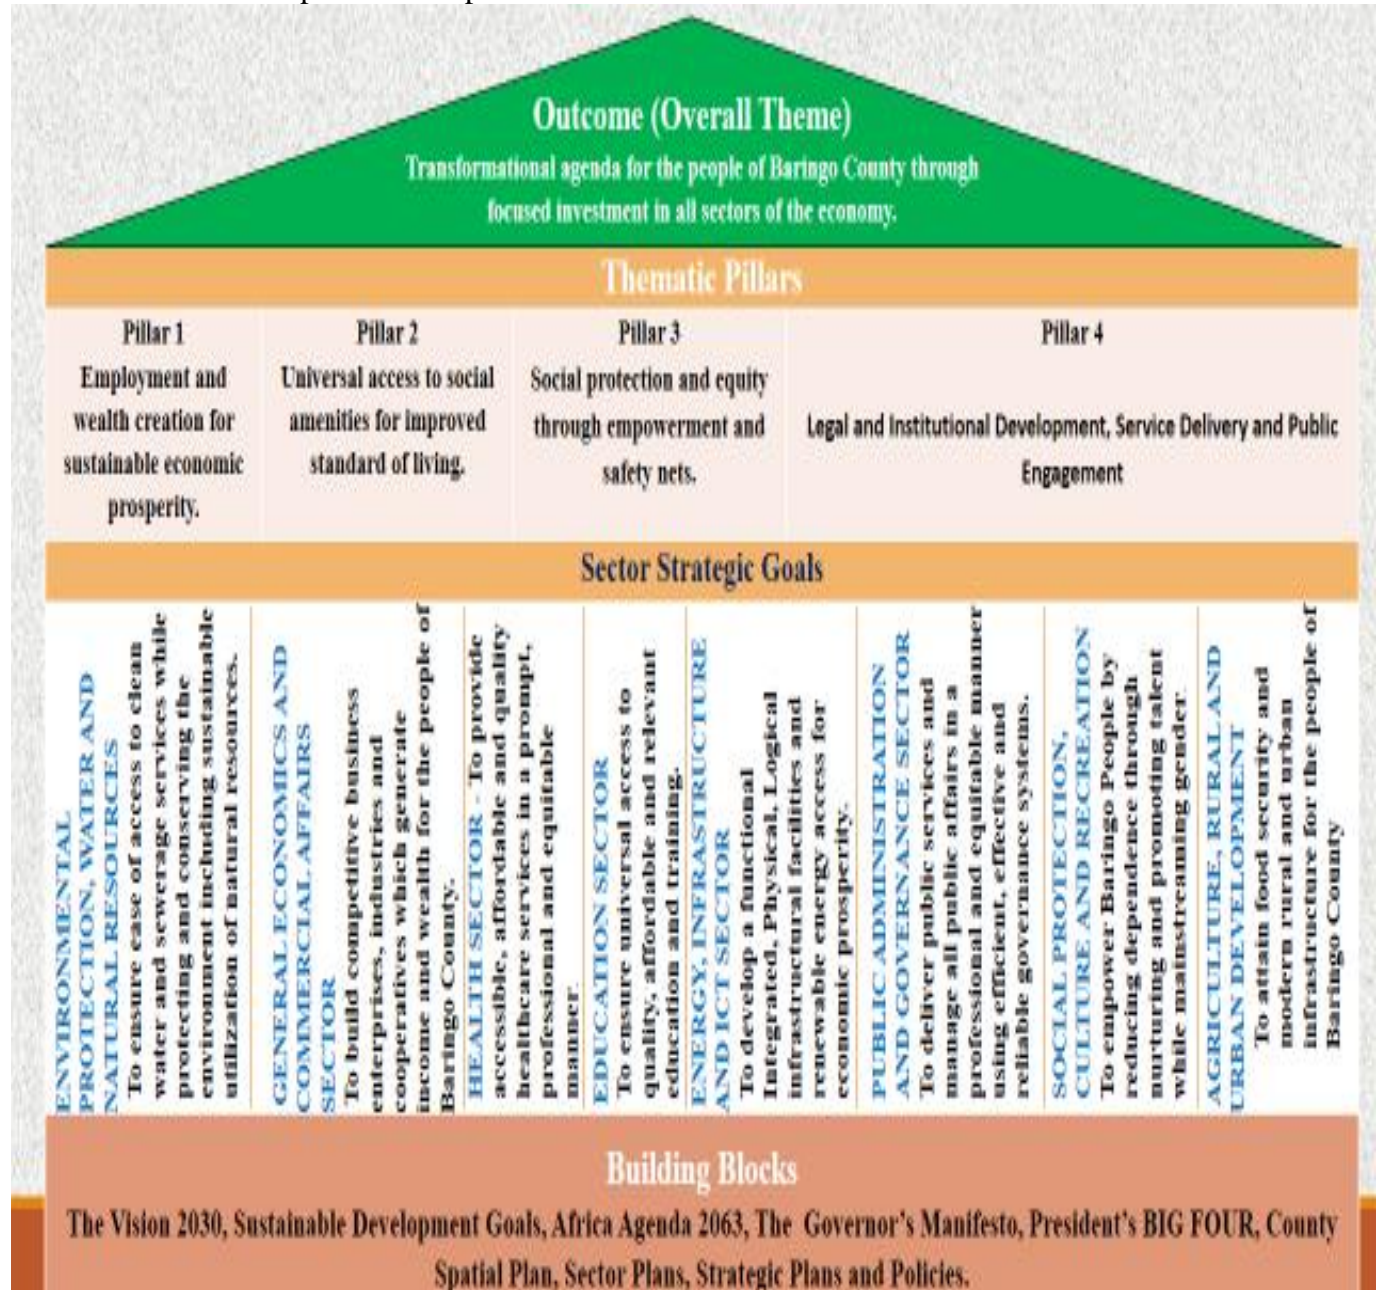 Outcome (Overall Theme)
Transformational agenda for the people of Baringo County through
focused investment in all sectors of the economy.
Thematic Pillars
Pillar 1
Employment and
wealth creation for
sustainable economic
prosperity.
Pillar 2
Universal access to social
amenities for improved
standard of living.
Pillar 3
Social protection and equity
through empowerment and
safety nets.
Pillar 4
Legal and Institutional Development, Service Delivery and Public
Engagement
Sector Strategic Goals
ENVIRONMENTAL
PROTECTION, WATER AND
NATURAL RESOURCES
To ensure ease of access to clean
water and sewerage services while
protecting and conserving the
environment including sustainable
utilization of natural resources.
GENERAL ECONOMICS AND
COMMERCIAL AFFAIRS
SECTOR
To build competitive business
enterprises, industries and
cooperatives which generate
income and wealth for the people of
Baringo County.
HEALTH SECTOR - To provide
accessible, affordable and quality
healthcare services in a prompt,
professional and equitable
manner.
EDUCATION SECTOR
To ensure universal access to
quality, affordable and relevant
education and training.
ENERGY, INFRASTRUCTURE
AND ICT SECTOR
To develop a functional
Integrated, Physical, Logical
infrastructural facilities and
renewable energy access for
economic prosperity.
PUBLIC ADMINISTRATION
AND GOVERNANCE SECTOR
To deliver public services and
manage all public affairs in a
professional and equitable manner
using efficient, effective and
reliable governance systems.
SOCIAL PROTECTION,
CULTURE AND RECREATION
To empower Baringo People by
reducing dependence through
nurturing and promoting talent
while mainstreaming gender.
AGRICULTURE, RURAL AND
URBAN DEVELOPMENT
To attain food security and
modern rural and urban
infrastructure for the people of
Baringo County
Building Blocks
The Vision 2030, Sustainable Development Goals, Africa Agenda 2063, The Governor's Manifesto, President's BIG FOUR, County
Spatial Plan, Sector Plans, Strategic Plans and Policies.